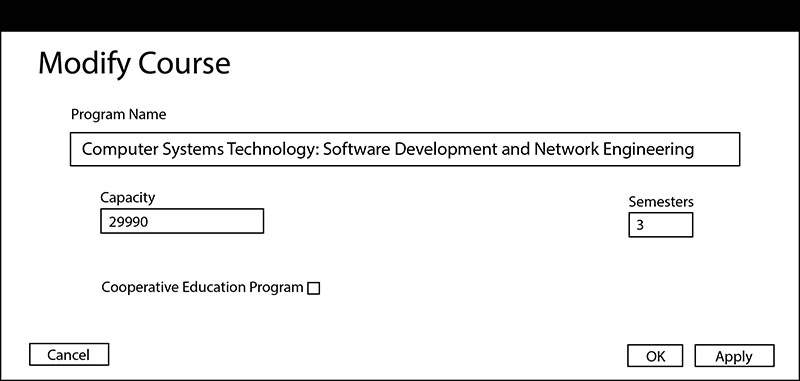 Modify Course
Program Name
Computer Systems Technology: Software Development and Network Engineering
Capacity
Semesters
29990
3
Cooperative Education Program
Cancel
OK
Apply